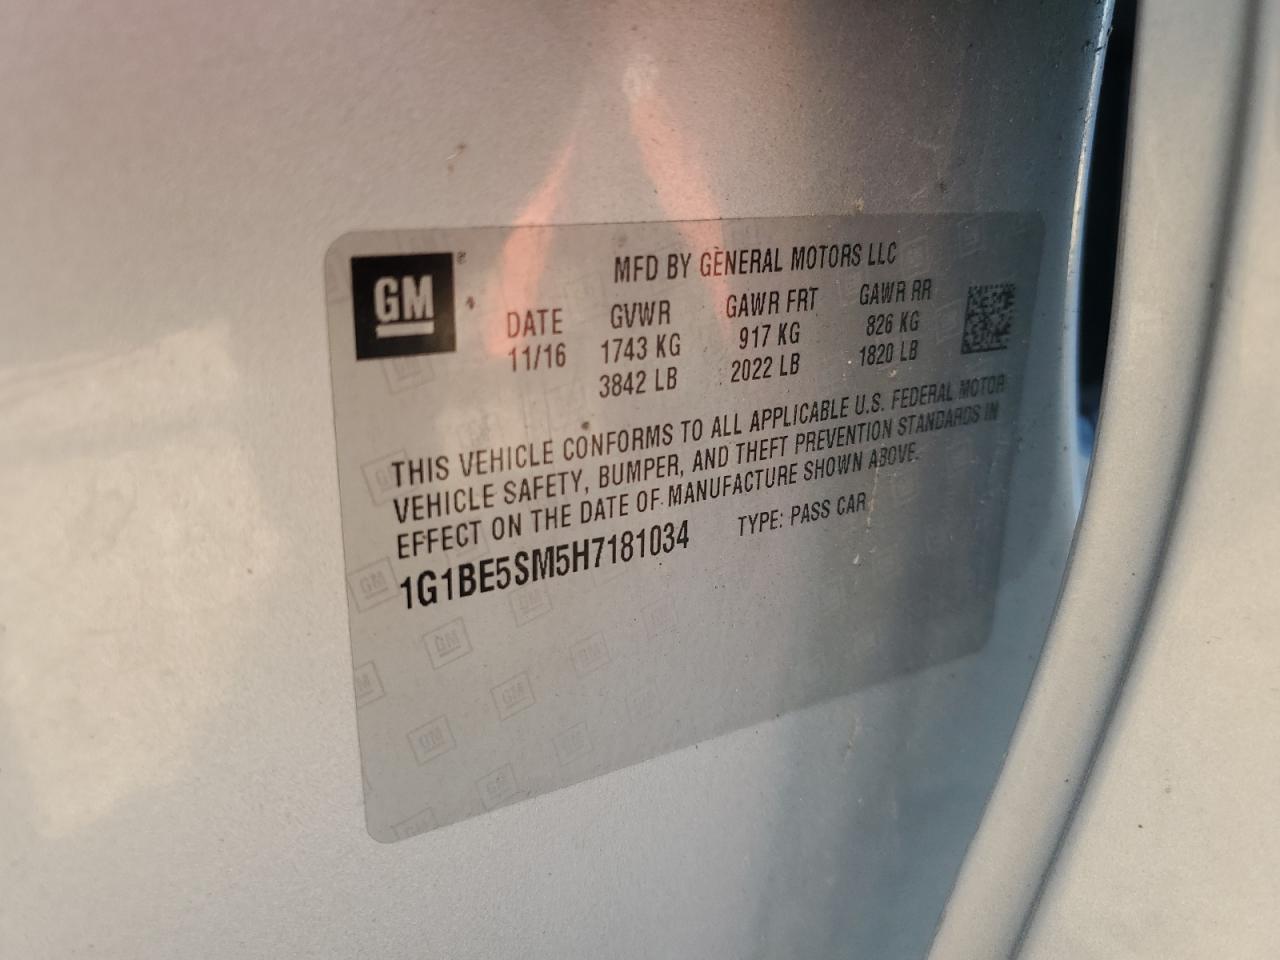 GM
MFD BY GENERAL MOTORS LLC
DATE GVWR GAWR FRT GAWR RR
11/16 1743 KG 917 KG 826 KG
3842 LB 2022 LB 1820 LB
THIS VEHICLE CONFORMS TO ALL APPLICABLE U.S. FEDERAL MOTOR
VEHICLE SAFETY, BUMPER, AND THEFT PREVENTION STANDARDS IN
EFFECT ON THE DATE OF MANUFACTURE SHOWN ABOVE.
1G1BE5SM5H7181034 TYPE: PASS CAR